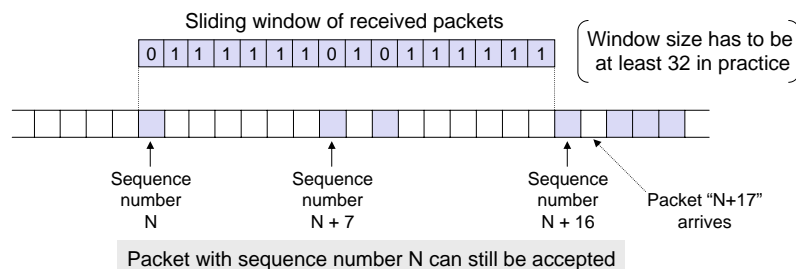 Sliding window of received packets
0 1 1 1 1 1 1 0 1 0 1 1 1 1 1 1
Window size has to be
at least 32 in practice
Sequence
number
N
Sequence
number
N + 7
Sequence
number
N + 16
Packet “N+17”
arrives
Packet with sequence number N can still be accepted